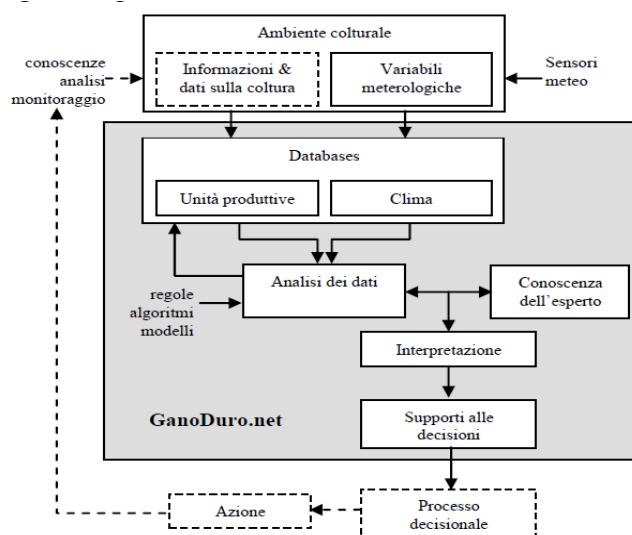 Ambiente colturale
conoscenze
analisi
monitoraggio
Informazioni &
dati sulla coltura
Variabili
meterologiche
Sensori
meteo
Databases
Unità produttive
Clima
Analisi dei dati
regole
algoritmi
modelli
Conoscenza
dell'esperto
Interpretazione
GanoDuro.net
Supporti alle
decisioni
Azione
Processo
decisionale